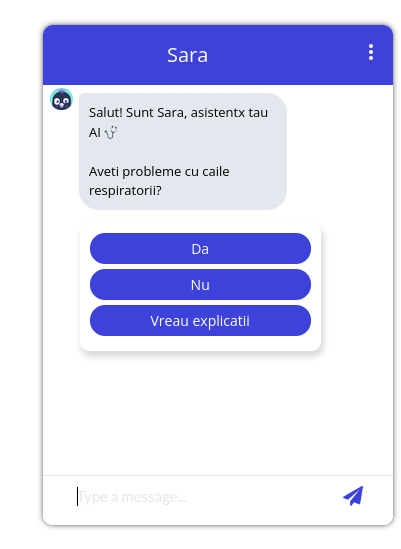 Sara
Salut! Sunt Sara, asistentx tau
AI 🩺
Aveti probleme cu caile
respiratorii?
Da
Nu
Vreau explicatii
Type a message...